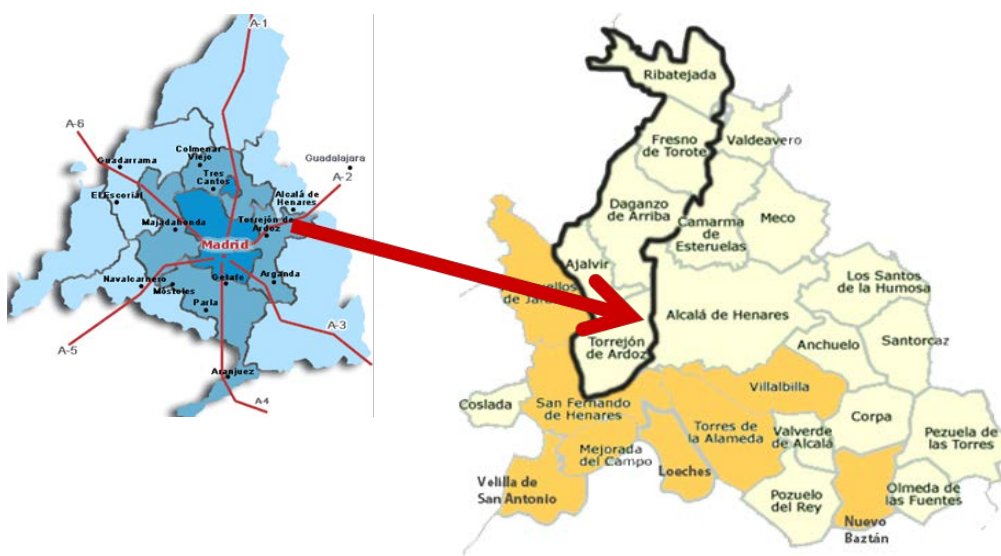 A-1
A-6
Colmenar
Viejo
Guadarrama
Tres
Cantos
Guadalajara
A-2
El Escorial
Alcalá de
Henares
Majadahonda
Torrejón de
Ardoz
Madrid
Navalcarnero
Móstoles
Getafe
Arganda
Parla
A-3
A-5
Aranjuez
A4
Ribatejada
Fresno
de Torote
Valdeavero
Daganzo
de Arriba
Camarma
de
Esteruelas
Meco
Ajalvir
Los Santos
de la Humosa
Torrejón
de Ardoz
Alcalá de Henares
Anchuelo
Santorcaz
Villalbilla
Coslada
San Fernando
de Henares
Torres de
la Alameda
Valverde
de Alcalá
Corpa
Pezuela de
las Torres
Mejorada
del Campo
Loeches
Velilla de
San Antonio
Pozuelo
del Rey
Olmeda de
las Fuentes
Nuevo
Baztán